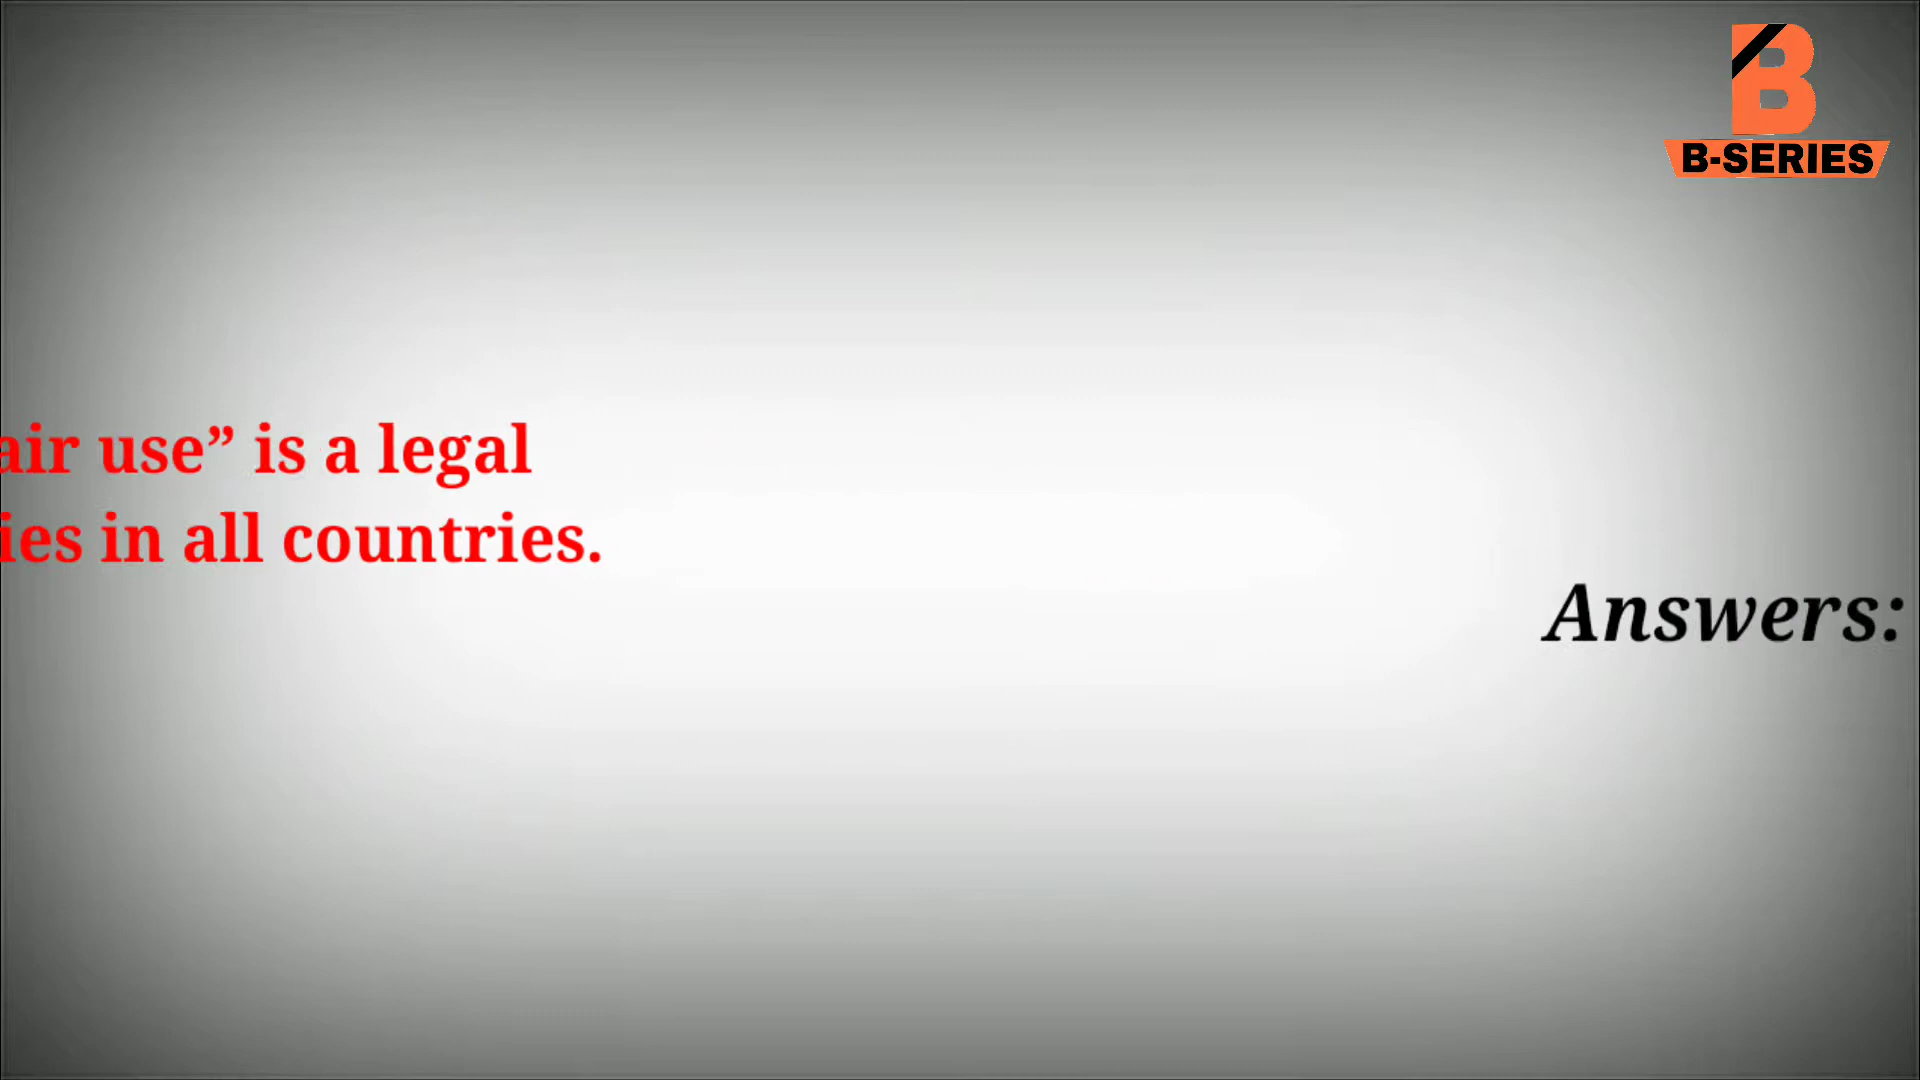 B
B-SERIES
air use” is a legal
ies in all countries.
Answers: